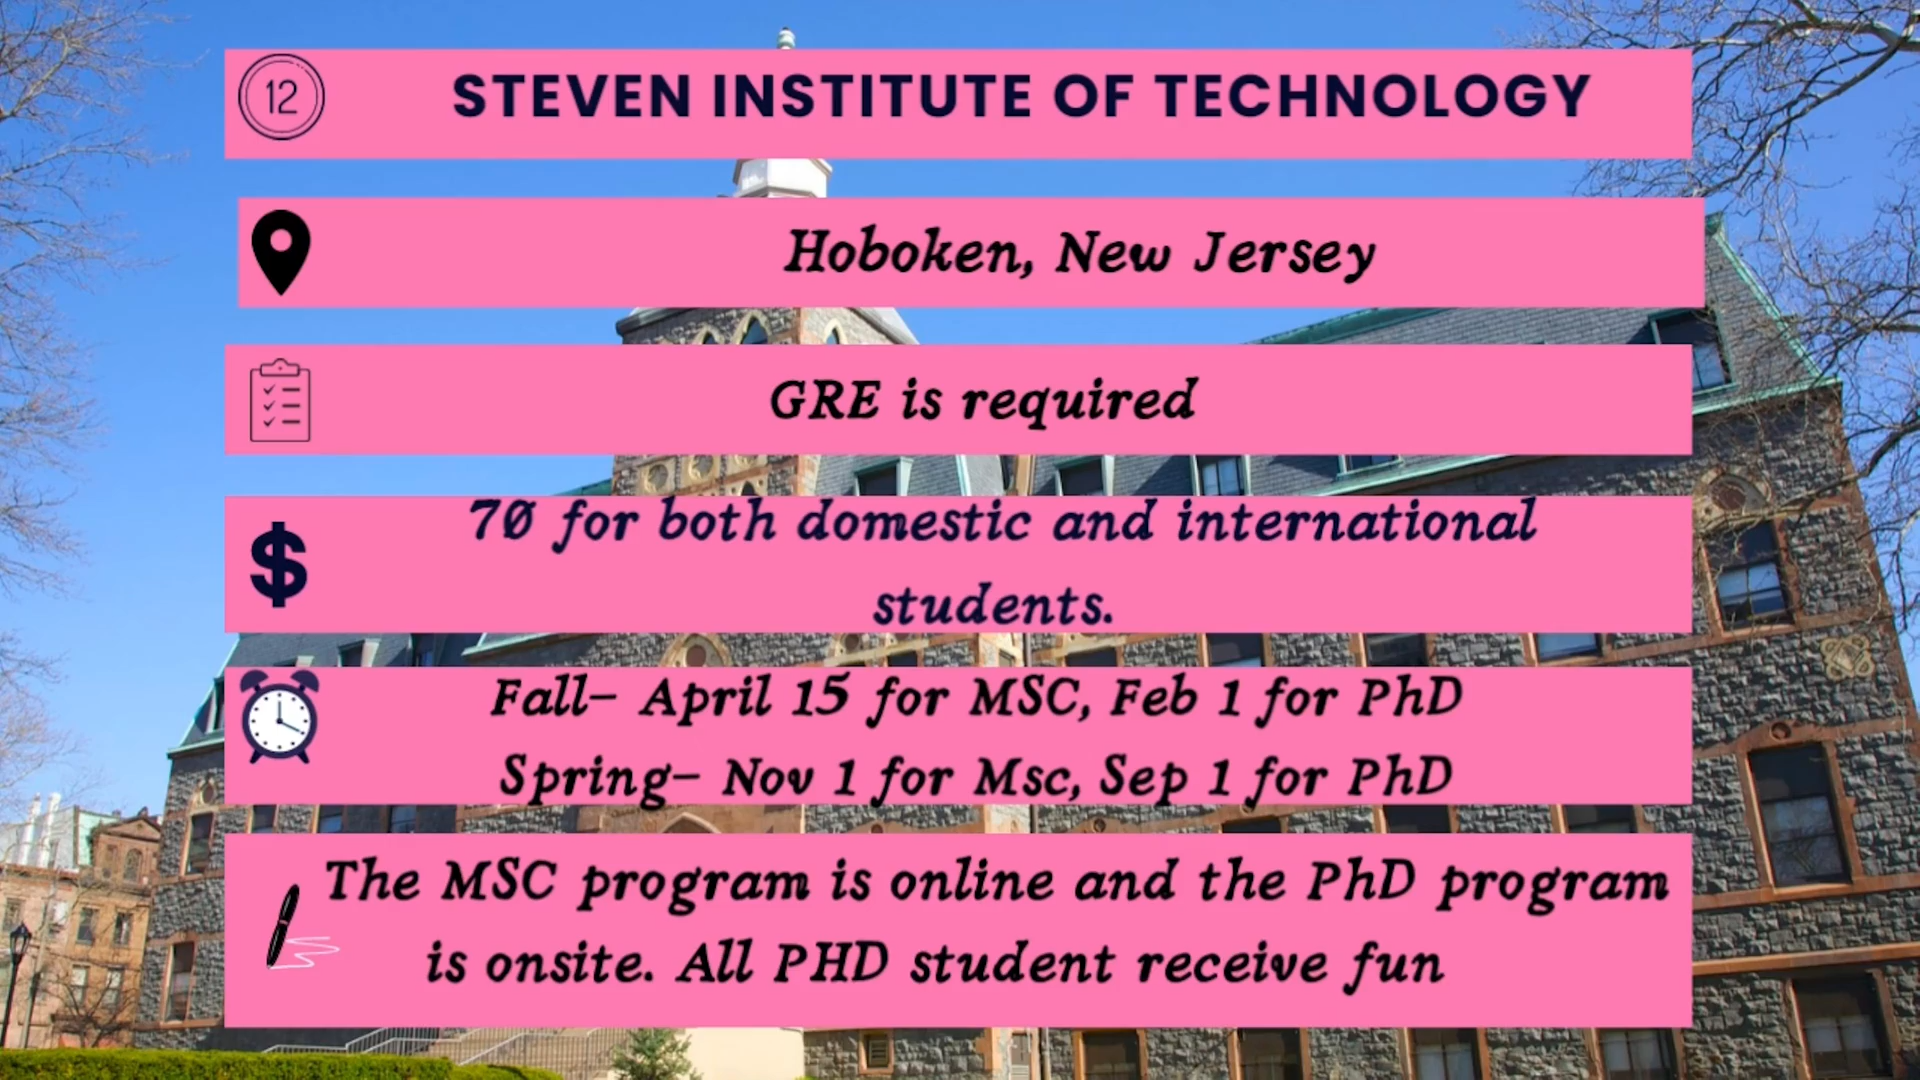 12
STEVEN INSTITUTE OF TECHNOLOGY
Hoboken, New Jersey
GRE is required
$
70 for both domestic and international
students.
Fall- April 15 for MSC, Feb 1 for PhD
Spring- Nov 1 for Msc, Sep 1 for PhD
The MSC program is online and the PhD program
is onsite. All PHD student receive fun